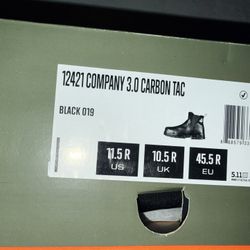 12421 COMPANY 3.0 CARBON TAC
BLACK 019
11.5 R
US
10.5 R
UK
45.5 R
EU
5.11